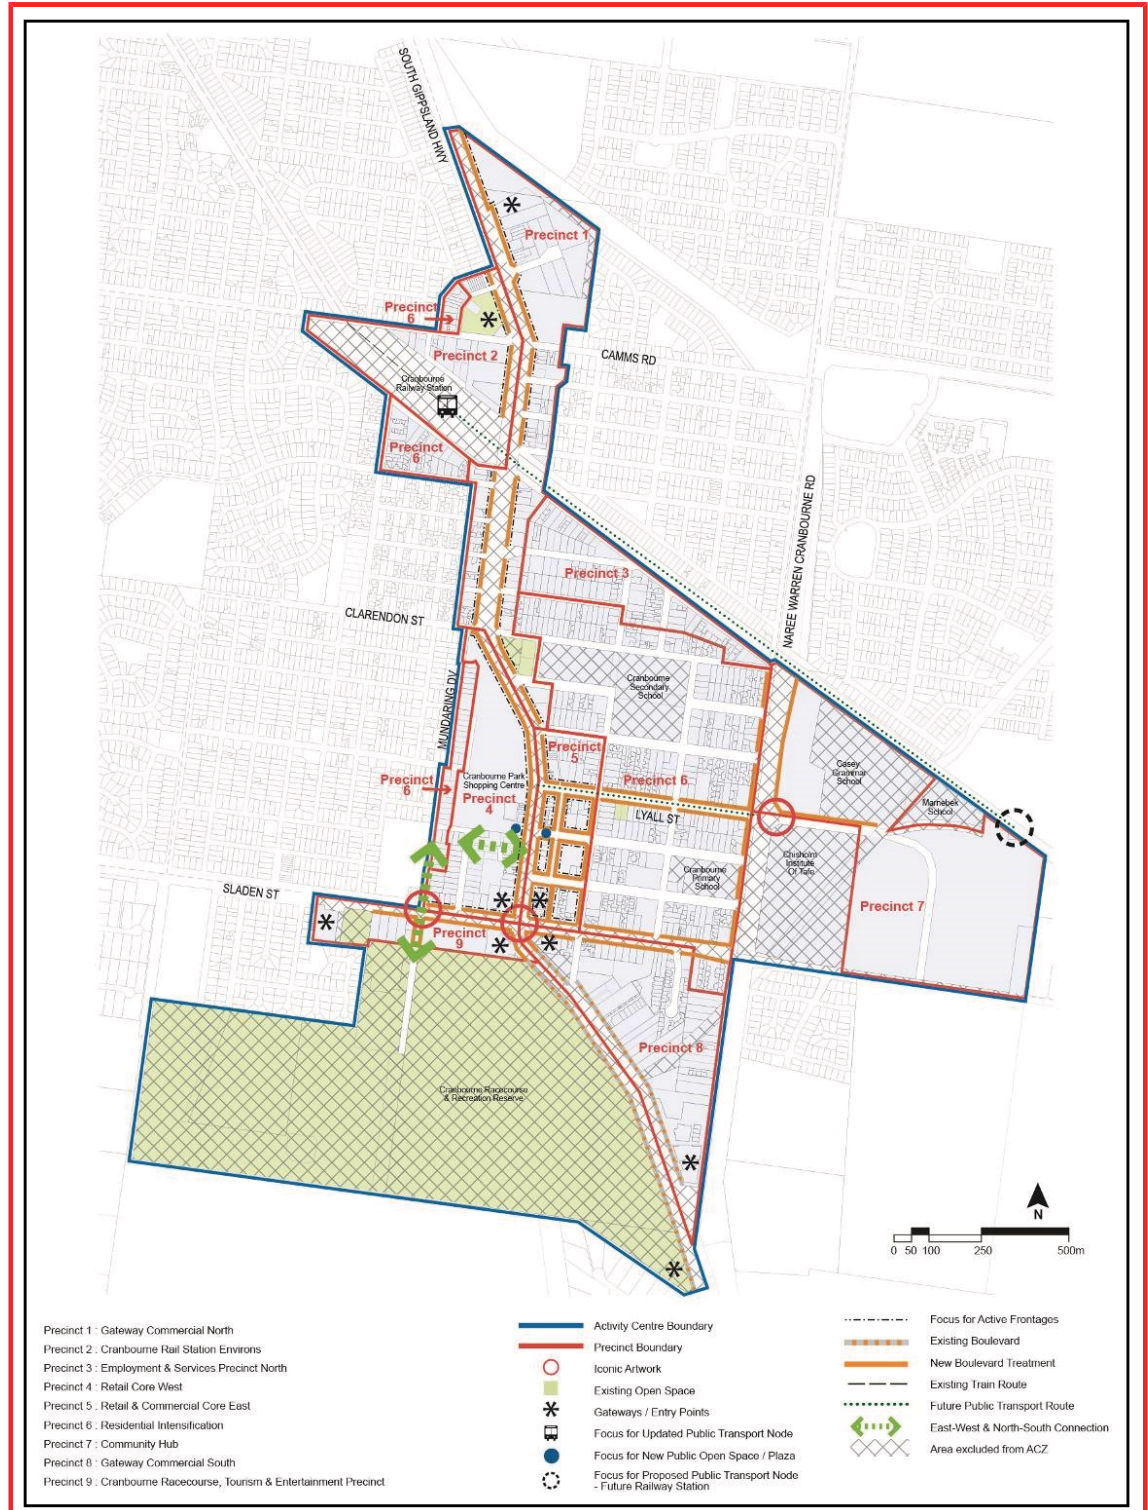 SOUTH GIPPSLAND HWY
Precinct 1
Precinct
6
Precinct 2
CAMMS RD
Cranbourne
Railway Station
Precinct
6
NAREE WARREN CRANBOURNE RD
Precinct 3
CLARENDON ST
Cranbourne
Secondary
School
MUNDARING DV
Precinct
5
Casey
Grammar
School
Cranbourne Park
Shopping Centre
Precinct
6
Precinct
4
Precinct 6
Marnebek
School
LYALL ST
Chisholm
Institute
Of Tafe
Cranbourne
Primary
School
SLADEN ST
Precinct 7
Precinct
9
Precinct 8
Cranbourne Racecourse
& Recreation Reserve
N
0 50 100 250 500m
Precinct 1 : Gateway Commercial North
Precinct 2 : Cranbourne Rail Station Environs
Precinct 3 : Employment & Services Precinct North
Precinct 4 : Retail Core West
Precinct 5 : Retail & Commercial Core East
Precinct 6 : Residential Intensification
Precinct 7 : Community Hub
Precinct 8 : Gateway Commercial South
Precinct 9 : Cranbourne Racecourse, Tourism & Entertainment Precinct
Activity Centre Boundary
Precinct Boundary
Iconic Artwork
Existing Open Space
Gateways / Entry Points
Focus for Updated Public Transport Node
Focus for New Public Open Space / Plaza
Focus for Proposed Public Transport Node
- Future Railway Station
Focus for Active Frontages
Existing Boulevard
New Boulevard Treatment
Existing Train Route
Future Public Transport Route
East-West & North-South Connection
Area excluded from ACZ